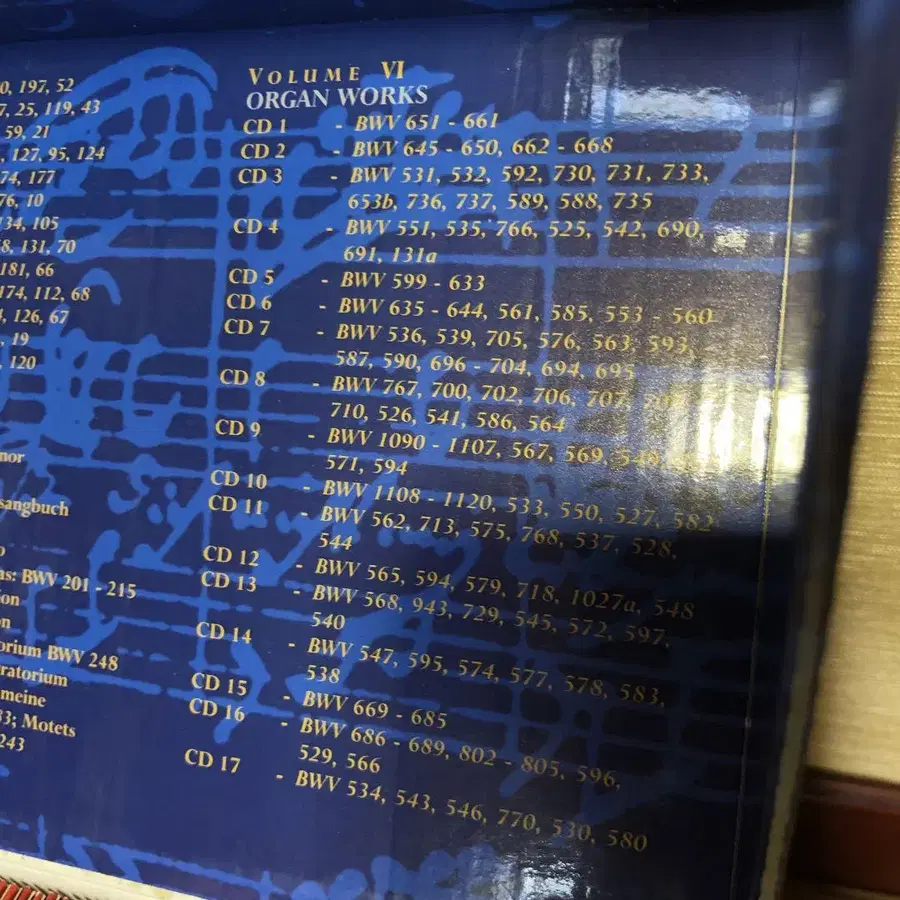 0, 197, 52
7, 25, 119, 43
59, 21
, 127, 95, 124
74, 177
76, 10
134, 105
8, 131, 70
181, 66
174, 112, 68
, 126, 67
, 19
, 120
nor
sangbuch
as: BWV 201 - 215
ion
on
torium BWV 248
ratorium
meine
33; Motets
243
VOLUME VI
ORGAN WORKS
CD 1 - BWV 651 - 661
CD 2 - BWV 645 - 650, 662 - 668
CD 3 - BWV 531, 532, 592, 730, 731, 733,
653b, 736, 737, 589, 588, 735
CD 4 - BWV 551, 535, 766, 525, 542, 690,
691, 131a
CD 5 - BWV 599 - 633
CD 6 - BWV 635 - 644, 561, 585, 553 - 560
CD 7 - BWV 536, 539, 705, 576, 563, 593,
587, 590, 696 - 704, 694, 695
CD 8 - BWV 767, 700, 702, 706, 707,
710, 526, 541, 586, 564
CD 9 - BWV 1090 - 1107, 567, 569,
571, 594
CD 10 - BWV 1108 - 1120, 533, 550, 527, 582
CD 11 - BWV 562, 713, 575, 768, 537, 528,
544
CD 12 - BWV 565, 594, 579, 718, 1027a, 548
CD 13 - BWV 568, 943, 729, 545, 572, 597,
540
CD 14 - BWV 547, 595, 574, 577, 578, 583,
538
CD 15 - BWV 669 - 685
CD 16 - BWV 686 - 689, 802 - 805, 596,
529, 566
CD 17 - BWV 534, 543, 546, 770, 530, 580